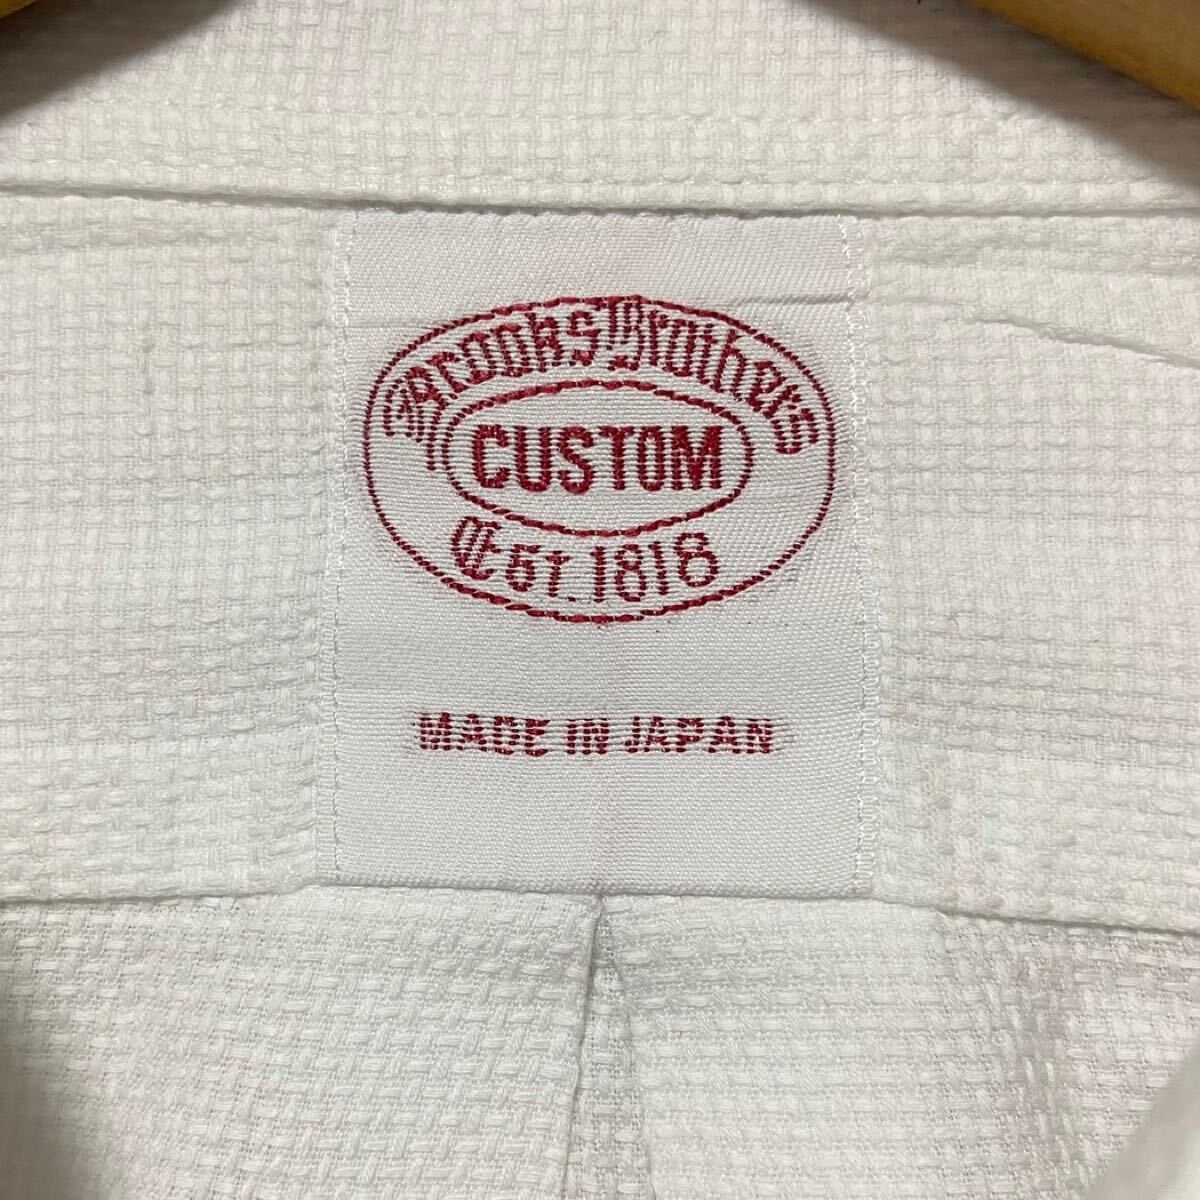 Brooks Brothers
CUSTOM
Est. 1818
MADE IN JAPAN